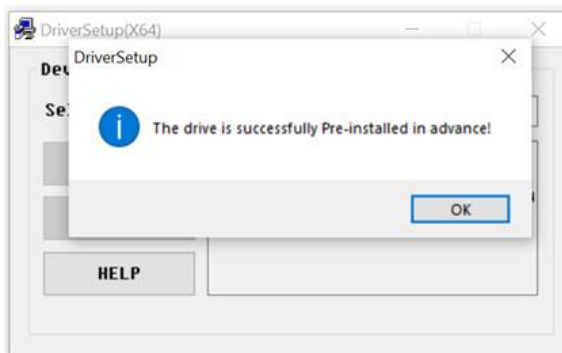 DriverSetup(X64)
DriverSetup
The drive is successfully Pre-installed in advance!
OK
HELP